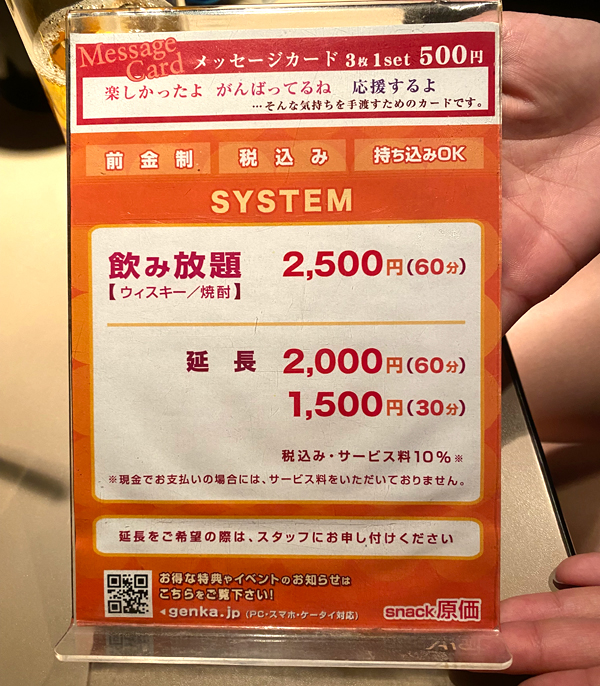 Message Card メッセージカード 3枚 1set 500円
楽しかったよ がんばってるね 応援するよ
…そんな気持ちを手渡すためのカードです。
前金制 税込み 持ち込みOK
SYSTEM
飲み放題 2,500円(60分)
【ウィスキー/焼酎】
延長 2,000円(60分)
1,500円(30分)
税込み・サービス料10%※
※現金でお支払いの場合には、サービス料をいただいておりません。
延長をご希望の際は、スタッフにお申し付けください
お得な特典やイベントのお知らせは
こちらをご覧下さい!
◀genka.jp (PC・スマホ・ケータイ対応)
snack原価